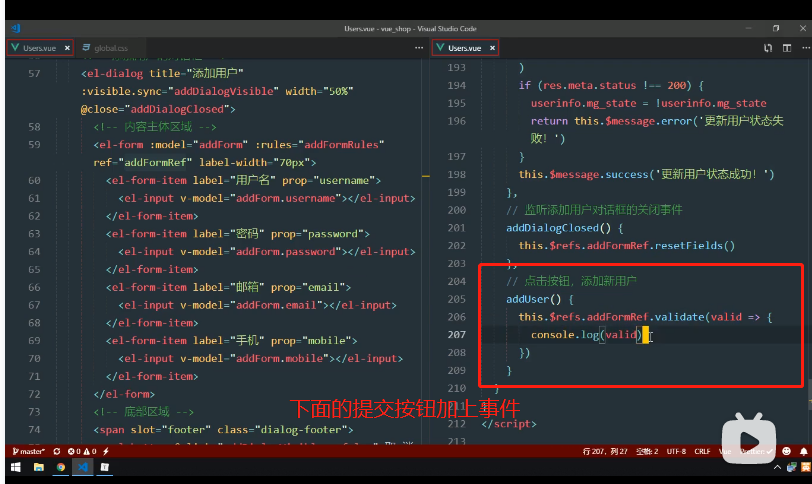 Users.vue - vue_shop - Visual Studio Code
Users.vue × global.css ··· Users.vue × ···
57 <el-dialog title="添加用户"
:visible.sync="addDialogVisible" width="50%"
@close="addDialogClosed">
58 <!-- 内容主体区域 -->
59 <el-form :model="addForm" :rules="addFormRules"
ref="addFormRef" label-width="70px">
60 <el-form-item label="用户名" prop="username">
61 <el-input v-model="addForm.username"></el-input>
62 </el-form-item>
63 <el-form-item label="密码" prop="password">
64 <el-input v-model="addForm.password"></el-input>
65 </el-form-item>
66 <el-form-item label="邮箱" prop="email">
67 <el-input v-model="addForm.email"></el-input>
68 </el-form-item>
69 <el-form-item label="手机" prop="mobile">
70 <el-input v-model="addForm.mobile"></el-input>
71 </el-form-item>
72 </el-form>
73 <!-- 底部区域 -->
74 <span slot="footer" class="dialog-footer">
193 )
194 if (res.meta.status !== 200) {
195 userinfo.mg_state = !userinfo.mg_state
196 return this.$message.error('更新用户状态失
败！')
197 }
198 this.$message.success('更新用户状态成功！')
199 },
200 // 监听添加用户对话框的关闭事件
201 addDialogClosed() {
202 this.$refs.addFormRef.resetFields()
203 },
204 // 点击按钮，添加新用户
205 addUser() {
206 this.$refs.addFormRef.validate(valid => {
207 console.log(valid)
208 })
209 }
210 }
211 }
212 </script>
213
下面的提交按钮加上事件
master* 0 0 行 207，列 27 空格: 2 UTF-8 CRLF Vue